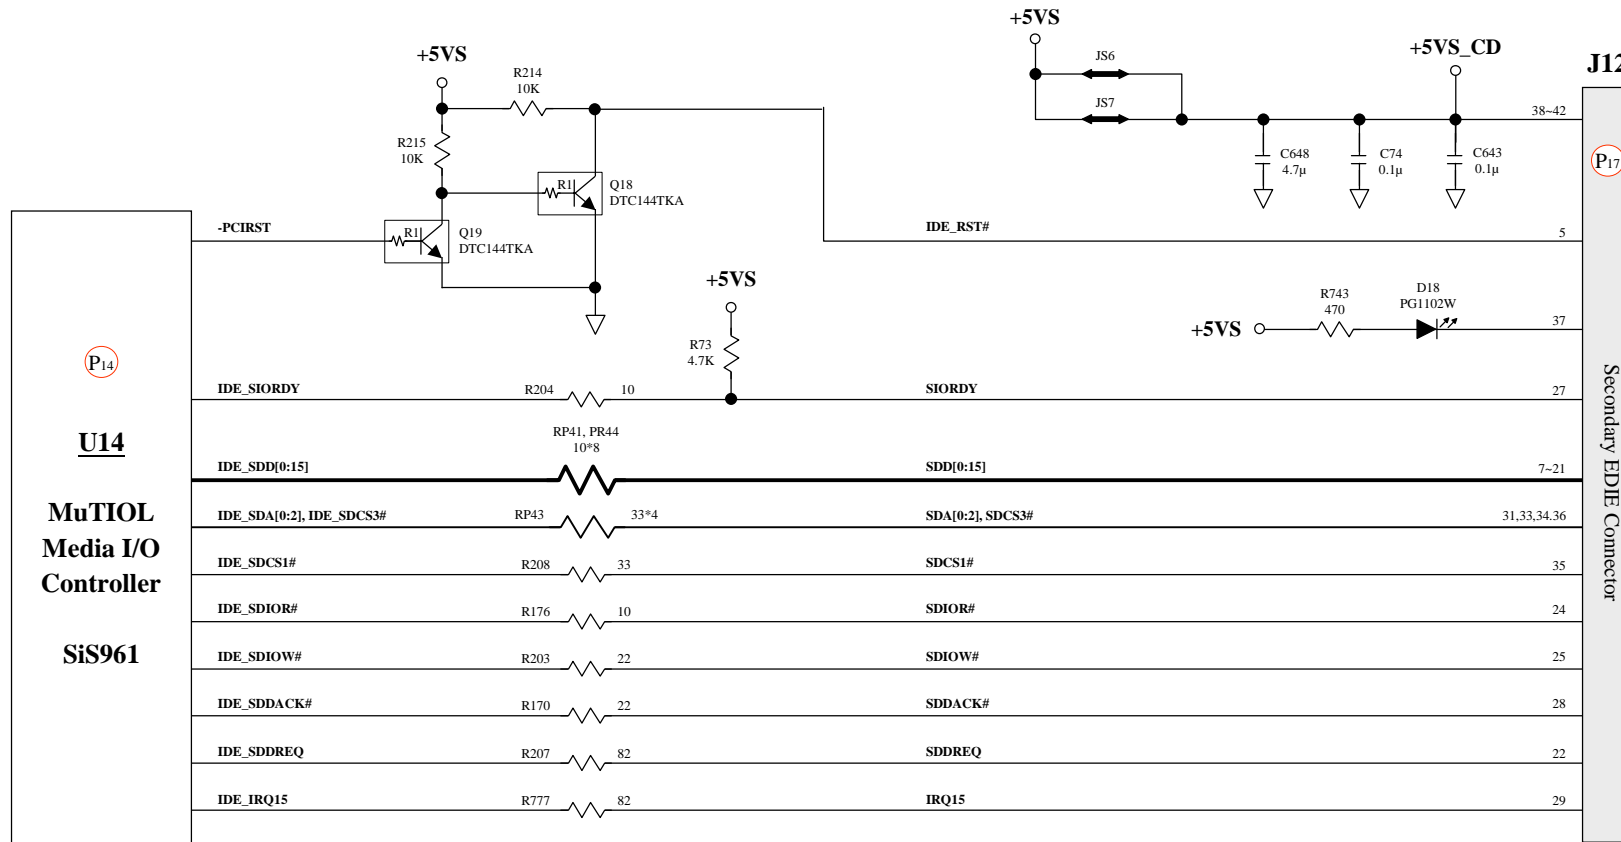 +5VS
JS6
JS7
+5VS_CD
J12
38~42
P17
C648
4.7μ
C74
0.1μ
C643
0.1μ
+5VS
R214
10K
R215
10K
R1
Q18
DTC144TKA
R1
Q19
DTC144TKA
-PCIRST
IDE_RST#
5
+5VS
R73
4.7K
+5VS
R743
470
D18
PG1102W
37
P14
U14
MuTIOL
Media I/O
Controller
SiS961
IDE_SIORDY
R204
10
SIORDY
27
RP41, PR44
10*8
IDE_SDD[0:15]
SDD[0:15]
7~21
IDE_SDA[0:2], IDE_SDCS3#
RP43
33*4
SDA[0:2], SDCS3#
31,33,34.36
IDE_SDCS1#
R208
33
SDCS1#
35
IDE_SDIOR#
R176
10
SDIOR#
24
IDE_SDIOW#
R203
22
SDIOW#
25
IDE_SDDACK#
R170
22
SDDACK#
28
IDE_SDDREQ
R207
82
SDDREQ
22
IDE_IRQ15
R777
82
IRQ15
29
Secondary EDIE Connector